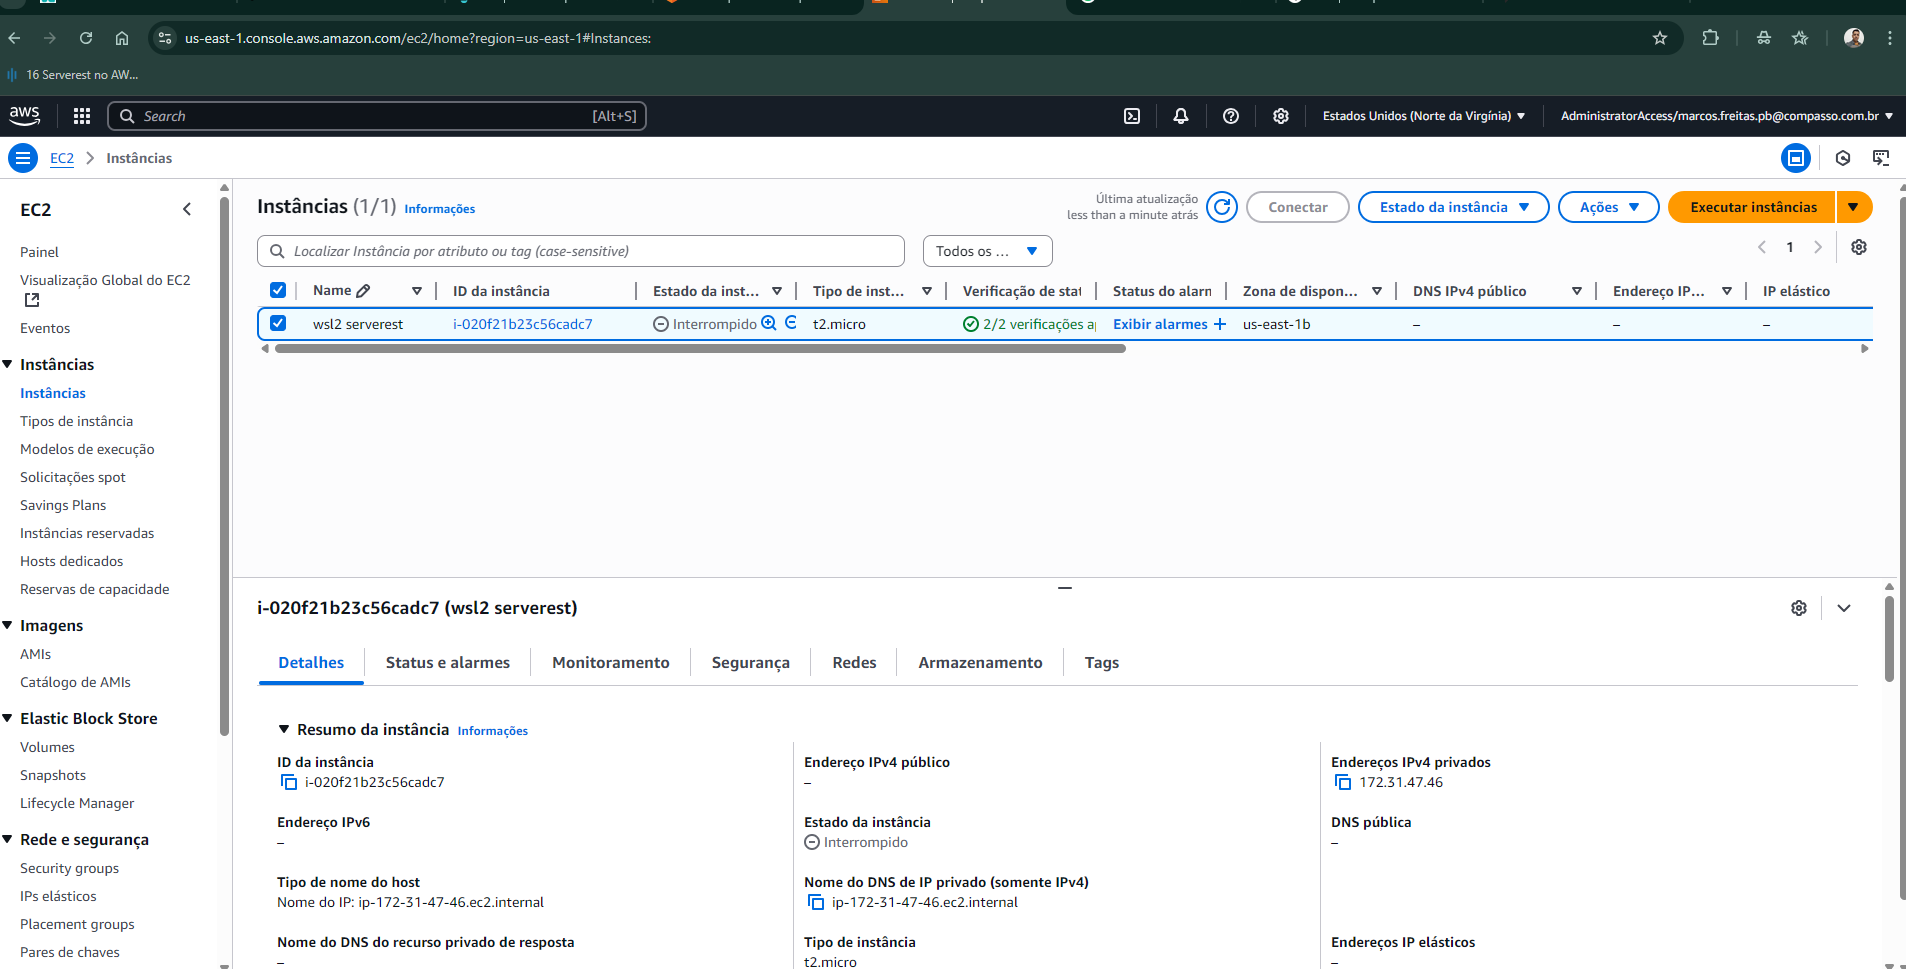 us-east-1.console.aws.amazon.com/ec2/home?region=us-east-1#Instances:
16 Serverest no AW...
aws
Search [Alt+S]
Estados Unidos (Norte da Virgínia)
AdministratorAccess/marcos.freitas.pb@compasso.com.br
EC2 Instâncias
EC2
Painel
Visualização Global do EC2
Eventos
Instâncias
Instâncias
Tipos de instância
Modelos de execução
Solicitações spot
Savings Plans
Instâncias reservadas
Hosts dedicados
Reservas de capacidade
Imagens
AMIs
Catálogo de AMIs
Elastic Block Store
Volumes
Snapshots
Lifecycle Manager
Rede e segurança
Security groups
IPs elásticos
Placement groups
Pares de chaves
Instâncias (1/1) Informações
Última atualização
less than a minute atrás
Conectar
Estado da instância
Ações
Executar instâncias
Localizar Instância por atributo ou tag (case-sensitive)
Todos os ...
1
Name ID da instância Estado da inst... Tipo de inst... Verificação de stat Status do alarn Zona de dispon... DNS IPv4 público Endereço IP... IP elástico
wsl2 serverest i-020f21b23c56cadc7 Interrompido t2.micro 2/2 verificações a Exibir alarmes + us-east-1b – – –
i-020f21b23c56cadc7 (wsl2 serverest)
Detalhes Status e alarmes Monitoramento Segurança Redes Armazenamento Tags
Resumo da instância Informações
ID da instância
i-020f21b23c56cadc7
Endereço IPv4 público
–
Endereços IPv4 privados
172.31.47.46
Endereço IPv6
–
Estado da instância
Interrompido
DNS pública
–
Tipo de nome do host
Nome do IP: ip-172-31-47-46.ec2.internal
Nome do DNS de IP privado (somente IPv4)
ip-172-31-47-46.ec2.internal
Nome do DNS do recurso privado de resposta
–
Tipo de instância
t2.micro
Endereços IP elásticos
–